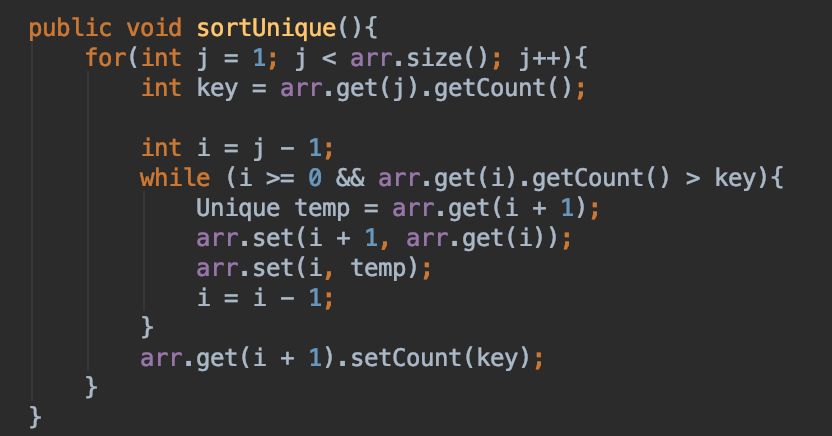 public void sortUnique(){
for(int j = 1; j < arr.size(); j++){
int key = arr.get(j).getCount();
int i = j - 1;
while (i >= 0 && arr.get(i).getCount() > key){
Unique temp = arr.get(i + 1);
arr.set(i + 1, arr.get(i));
arr.set(i, temp);
i = i - 1;
}
arr.get(i + 1).setCount(key);
}
}